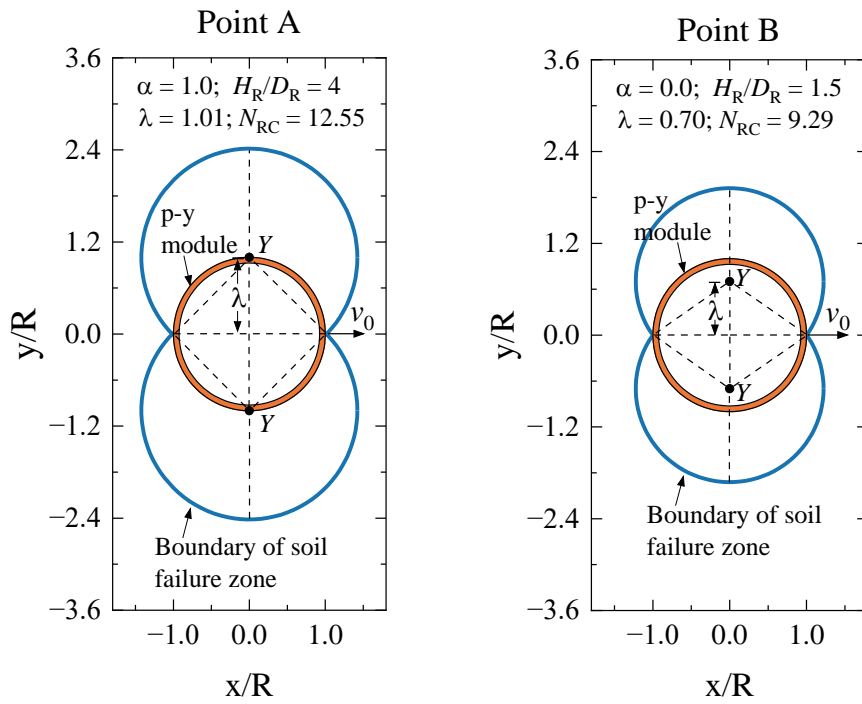 Point A
α = 1.0; H_R/D_R = 4
λ = 1.01; N_RC = 12.55
p-y
module
Y
λ
v_0
Y
Boundary of soil
failure zone
3.6
2.4
1.2
0.0
−1.2
−2.4
−3.6
y/R
−1.0
0.0
1.0
x/R
Point B
α = 0.0; H_R/D_R = 1.5
λ = 0.70; N_RC = 9.29
p-y
module
Y
λ
v_0
Y
Boundary of soil
failure zone
3.6
2.4
1.2
0.0
−1.2
−2.4
−3.6
y/R
−1.0
0.0
1.0
x/R